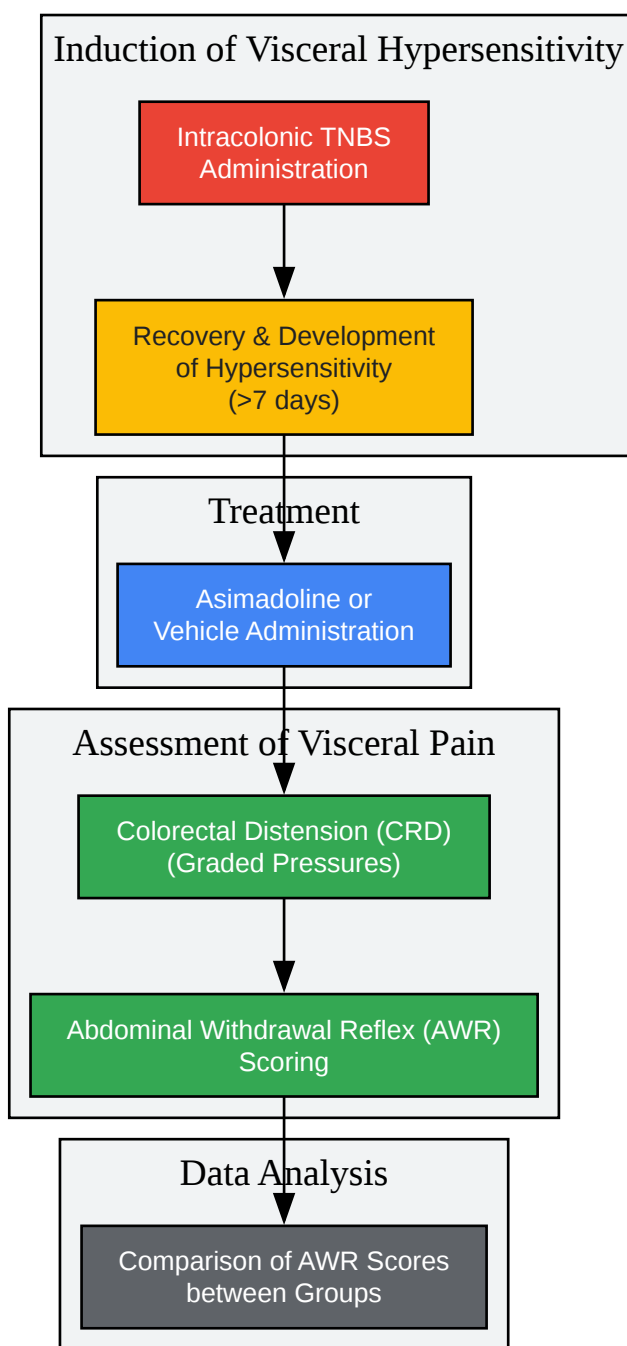 Induction of Visceral Hypersensitivity
Intracolonic TNBS
Administration
Recovery & Development
of Hypersensitivity
(>7 days)
Treatment
Asimadoline or
Vehicle Administration
Assessment of Visceral Pain
Colorectal Distension (CRD)
(Graded Pressures)
Abdominal Withdrawal Reflex (AWR)
Scoring
Data Analysis
Comparison of AWR Scores
between Groups